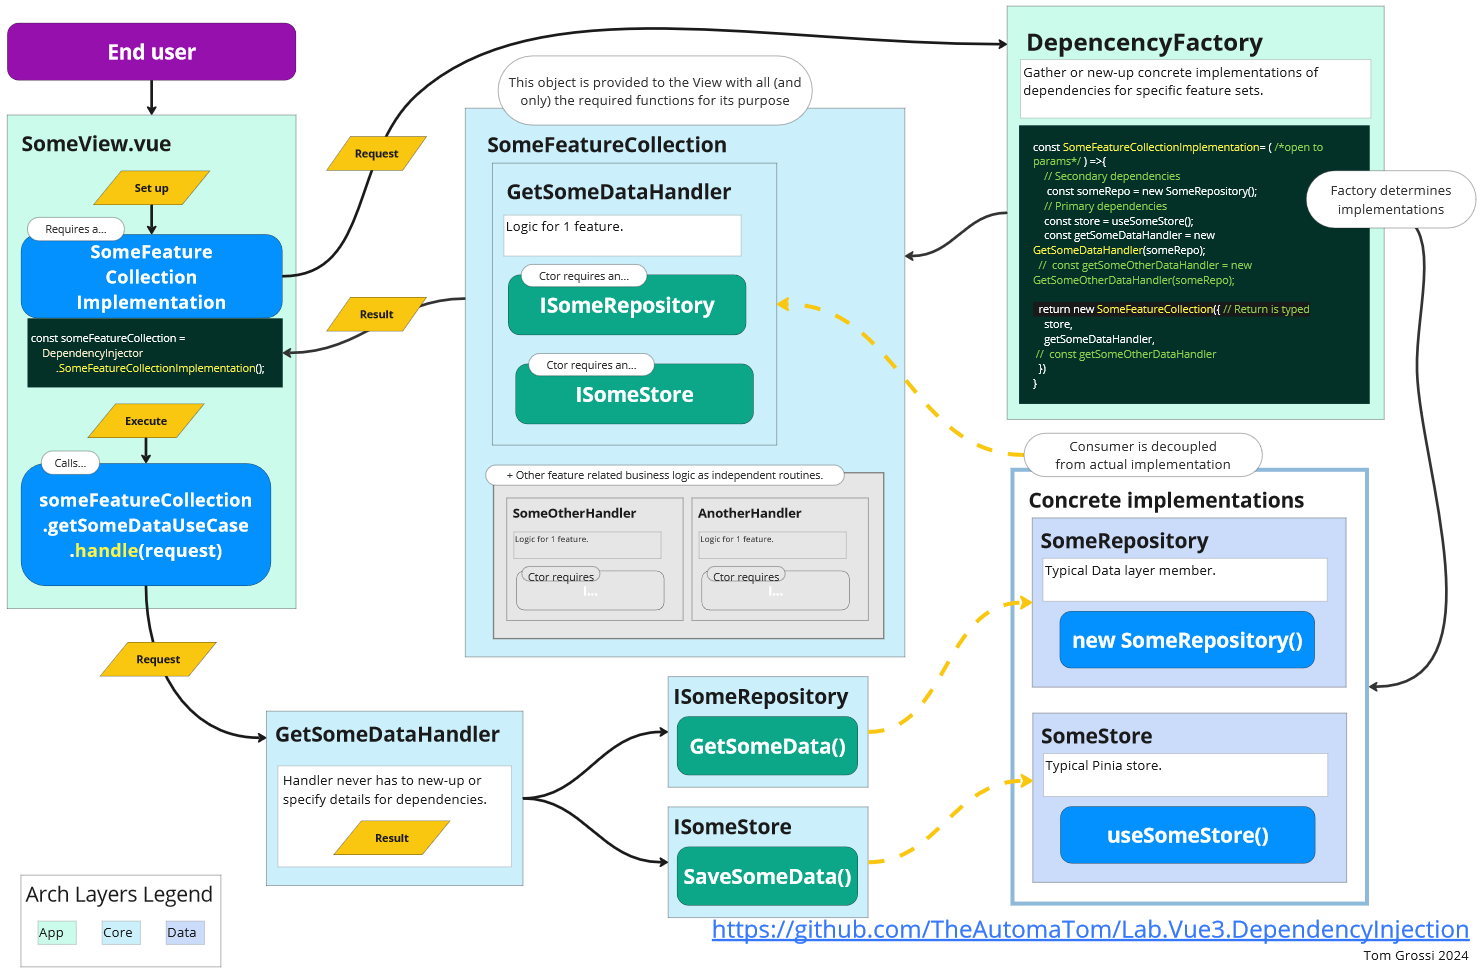 End user
SomeView.vue
Set up
Requires a...
SomeFeature
Collection
Implementation
const someFeatureCollection =
DependencyInjector
.SomeFeatureCollectionImplementation();
Execute
Calls...
someFeatureCollection
.getSomeDataUseCase
.handle(request)
Request
Request
Result
This object is provided to the View with all (and
only) the required functions for its purpose
SomeFeatureCollection
GetSomeDataHandler
Logic for 1 feature.
Ctor requires an...
ISomeRepository
Ctor requires an...
ISomeStore
+ Other feature related business logic as independent routines.
SomeOtherHandler
Logic for 1 feature.
Ctor requires
I...
AnotherHandler
Logic for 1 feature.
Ctor requires
I...
DepencencyFactory
Gather or new-up concrete implementations of
dependencies for specific feature sets.
const SomeFeatureCollectionImplementation= ( /*open to
params*/ ) =>{
// Secondary dependencies
const someRepo = new SomeRepository();
// Primary dependencies
const store = useSomeStore();
const getSomeDataHandler = new
GetSomeDataHandler(someRepo);
// const getSomeOtherDataHandler = new
GetSomeOtherDataHandler(someRepo);
return new SomeFeatureCollection({ // Return is typed
store,
getSomeDataHandler,
// const getSomeOtherDataHandler
})
}
Factory determines
implementations
Consumer is decoupled
from actual implementation
Concrete implementations
SomeRepository
Typical Data layer member.
new SomeRepository()
SomeStore
Typical Pinia store.
useSomeStore()
GetSomeDataHandler
Handler never has to new-up or
specify details for dependencies.
Result
ISomeRepository
GetSomeData()
ISomeStore
SaveSomeData()
Arch Layers Legend
App
Core
Data
https://github.com/TheAutomaTom/Lab.Vue3.DependencyInjection
Tom Grossi 2024